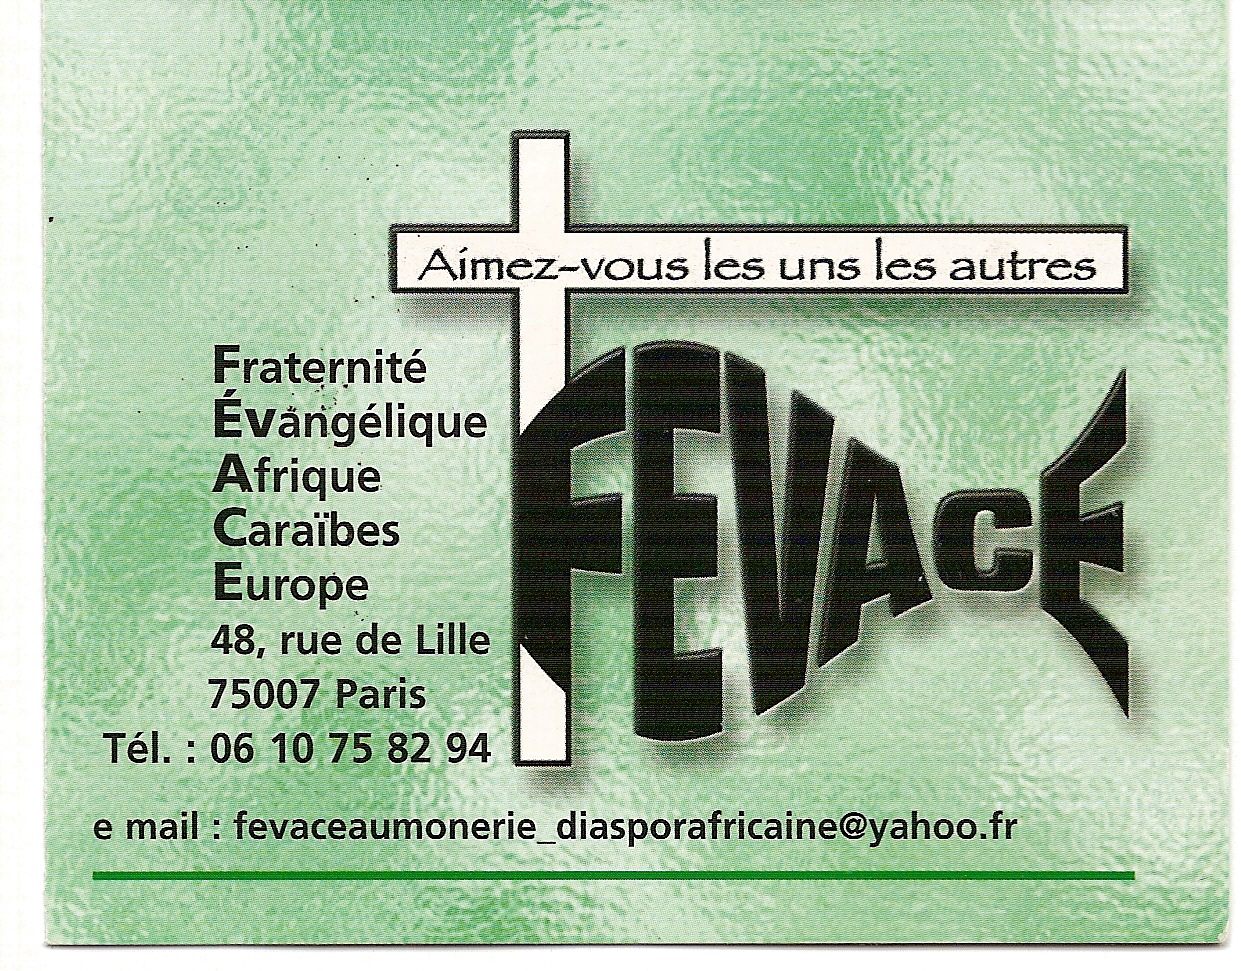 Aimez-vous les uns les autres
Fraternité
Évangélique
Afrique
Caraïbes
Europe
48, rue de Lille
75007 Paris
Tél. : 06 10 75 82 94
FEVACE
e mail : fevaceaumonerie_diasporafricaine@yahoo.fr